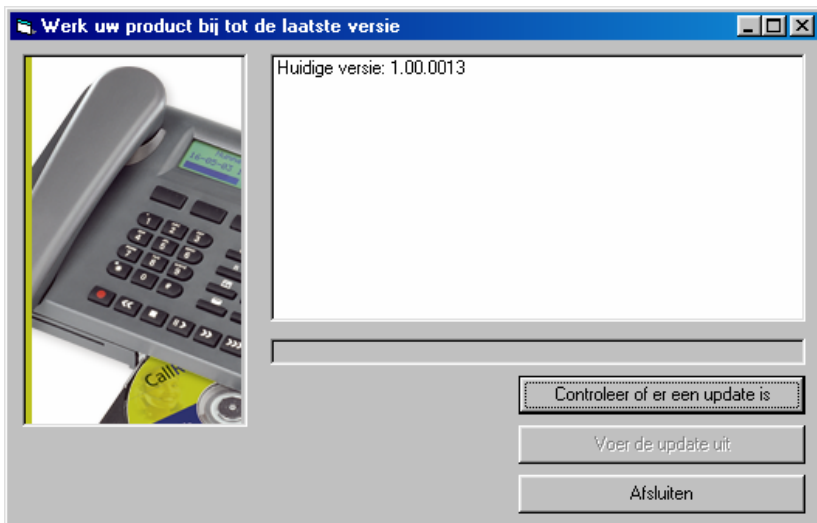 Werk uw product bij tot de laatste versie
Huidige versie: 1.00.0013
Controleer of er een update is
Voer de update uit
Afsluiten